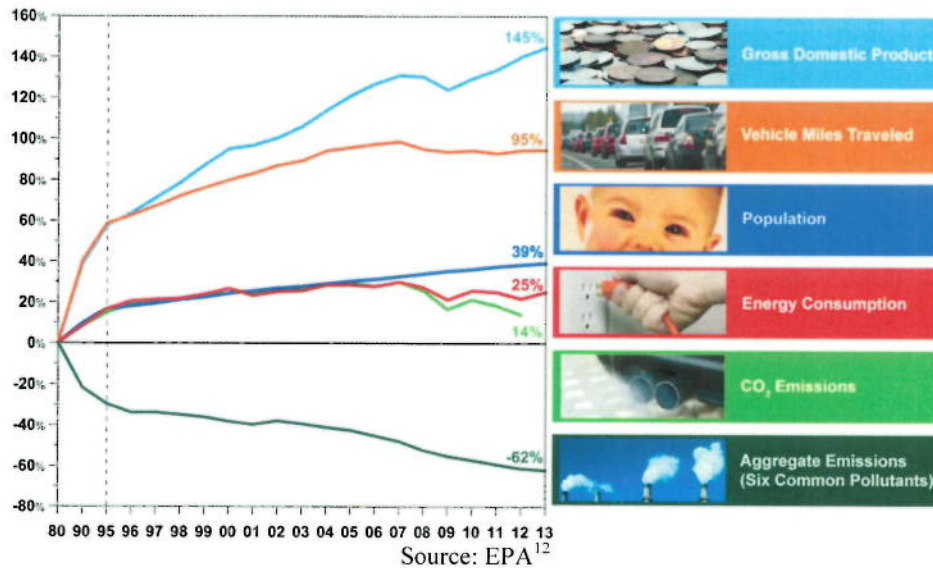 160%
140%
120%
100%
80%
60%
40%
20%
0%
-20%
-40%
-60%
-80%
145%
95%
39%
25%
14%
-62%
80 90 95 96 97 98 99 00 01 02 03 04 05 06 07 08 09 10 11 12 13
Gross Domestic Product
Vehicle Miles Traveled
Population
Energy Consumption
CO₂ Emissions
Aggregate Emissions
(Six Common Pollutants)
Source: EPA¹²